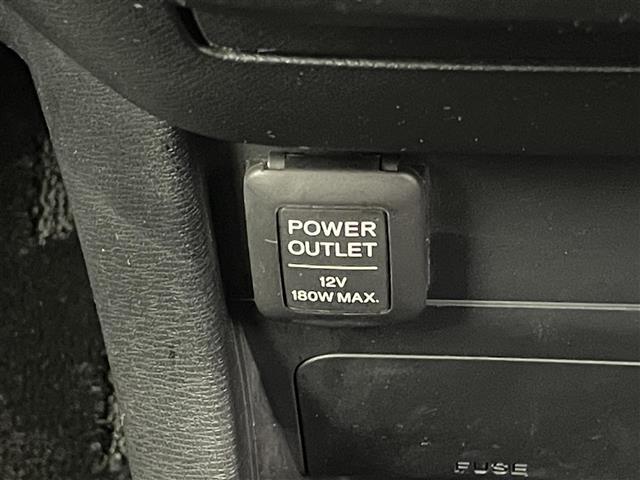 POWER
OUTLET
12V
180W MAX.
FUSE